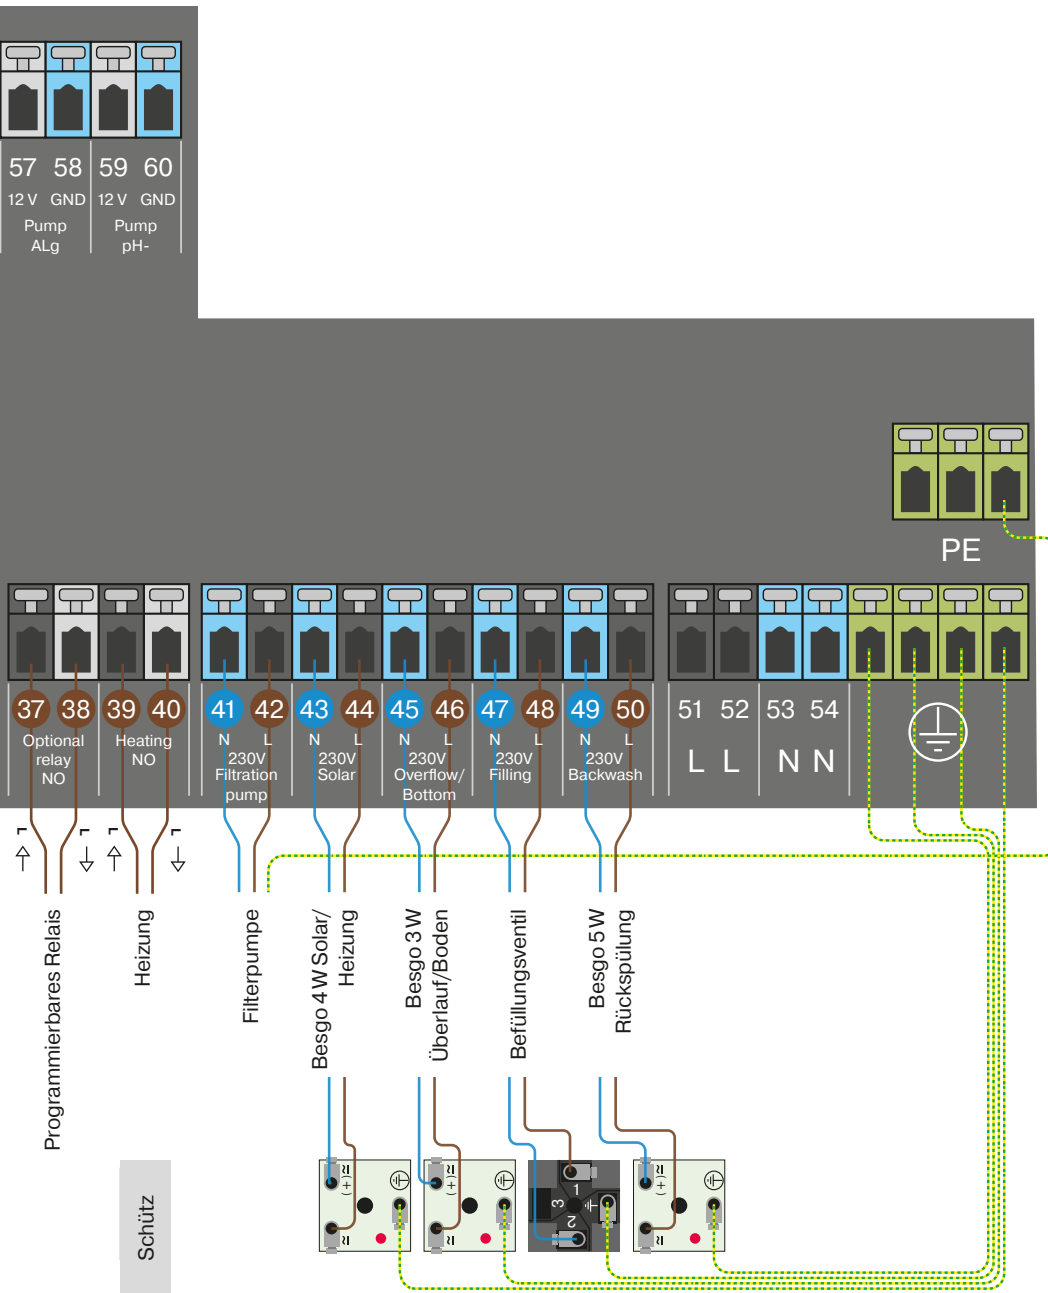 57 58 59 60
12 V GND 12 V GND
Pump Pump
ALg pH-
PE
37 38 39 40 41 42 43 44 45 46 47 48 49 50 51 52 53 54
Optional
relay
NO
Heating
NO
N L
230V
Filtration
pump
N L
230V
Solar
N L
230V
Overflow/
Bottom
N L
230V
Filling
N L
230V
Backwash
L L N N
L L L L
Programmierbares Relais
Heizung
Filterpumpe
Besgo 4 W Solar/
Heizung
Besgo 3 W
Überlauf/Boden
Befüllungsventil
Besgo 5 W
Rückspülung
Schütz
≈(+)
≈
≈(+)
≈
1
2
3
≈(+)
≈